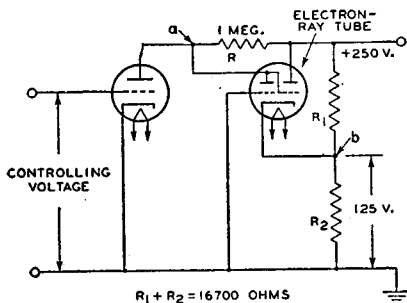 ELECTRON-
RAY TUBE
a
1 MEG.
R
+250 V.
R1
b
CONTROLLING
VOLTAGE
R2
125 V.
R1 + R2 = 16700 OHMS